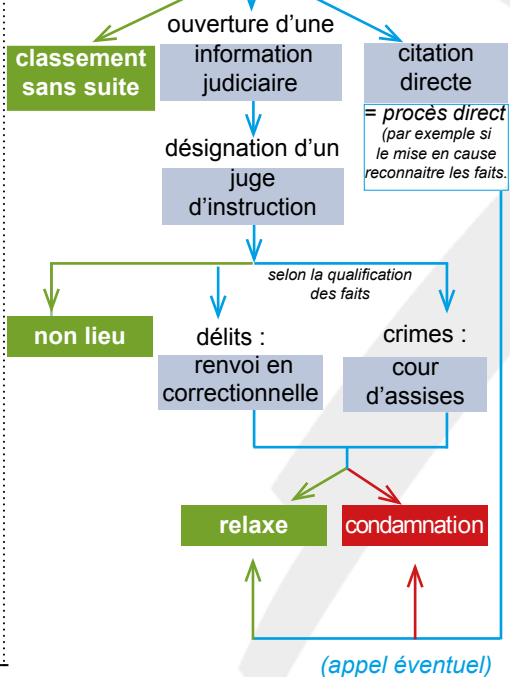 classement
sans suite
ouverture d'une
information
judiciaire
citation
directe
= procès direct
(par exemple si
le mise en cause
reconnaitre les faits.
désignation d'un
juge
d'instruction
selon la qualification
des faits
non lieu
délits :
renvoi en
correctionnelle
crimes :
cour
d'assises
relaxe
condamnation
(appel éventuel)